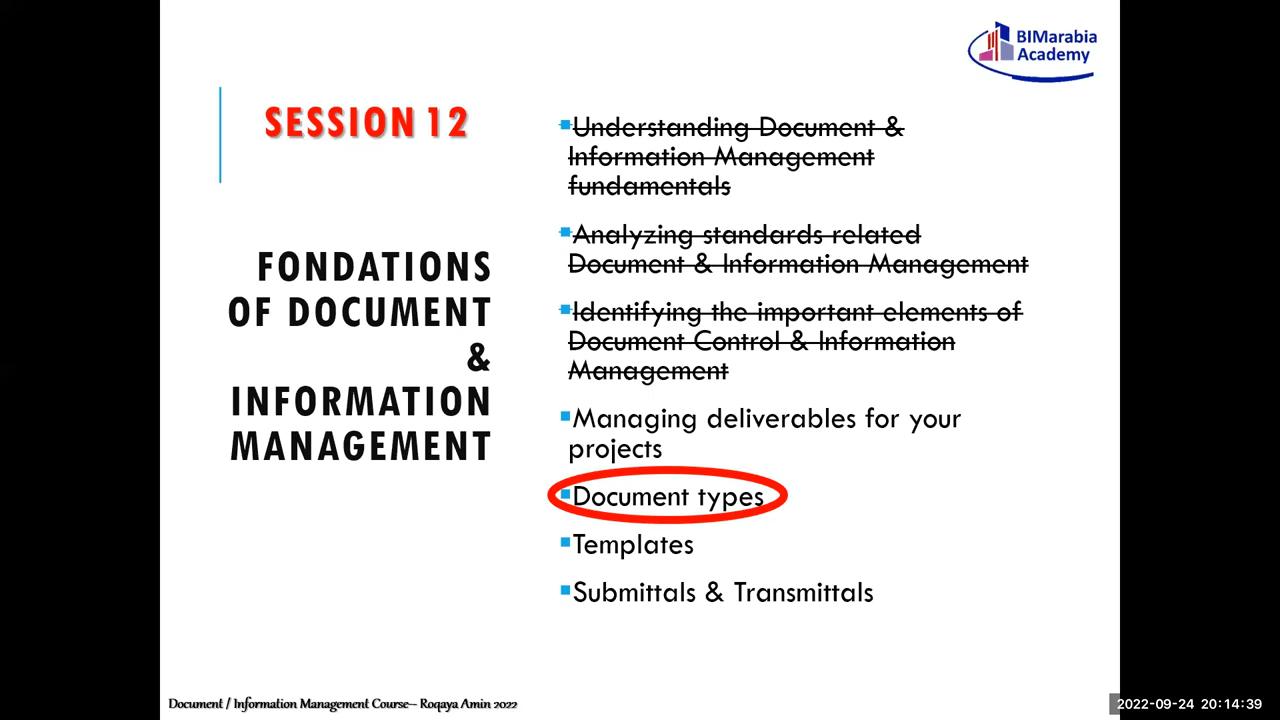 BIMarabia
Academy
SESSION 12
FONDATIONS
OF DOCUMENT
&
INFORMATION
MANAGEMENT
Understanding Document &
Information Management
fundamentals
Analyzing standards related
Document & Information Management
Identifying the important elements of
Document Control & Information
Management
Managing deliverables for your
projects
Document types
Templates
Submittals & Transmittals
Document / Information Management Course– Roqaya Amin 2022
2022-09-24 20:14:39